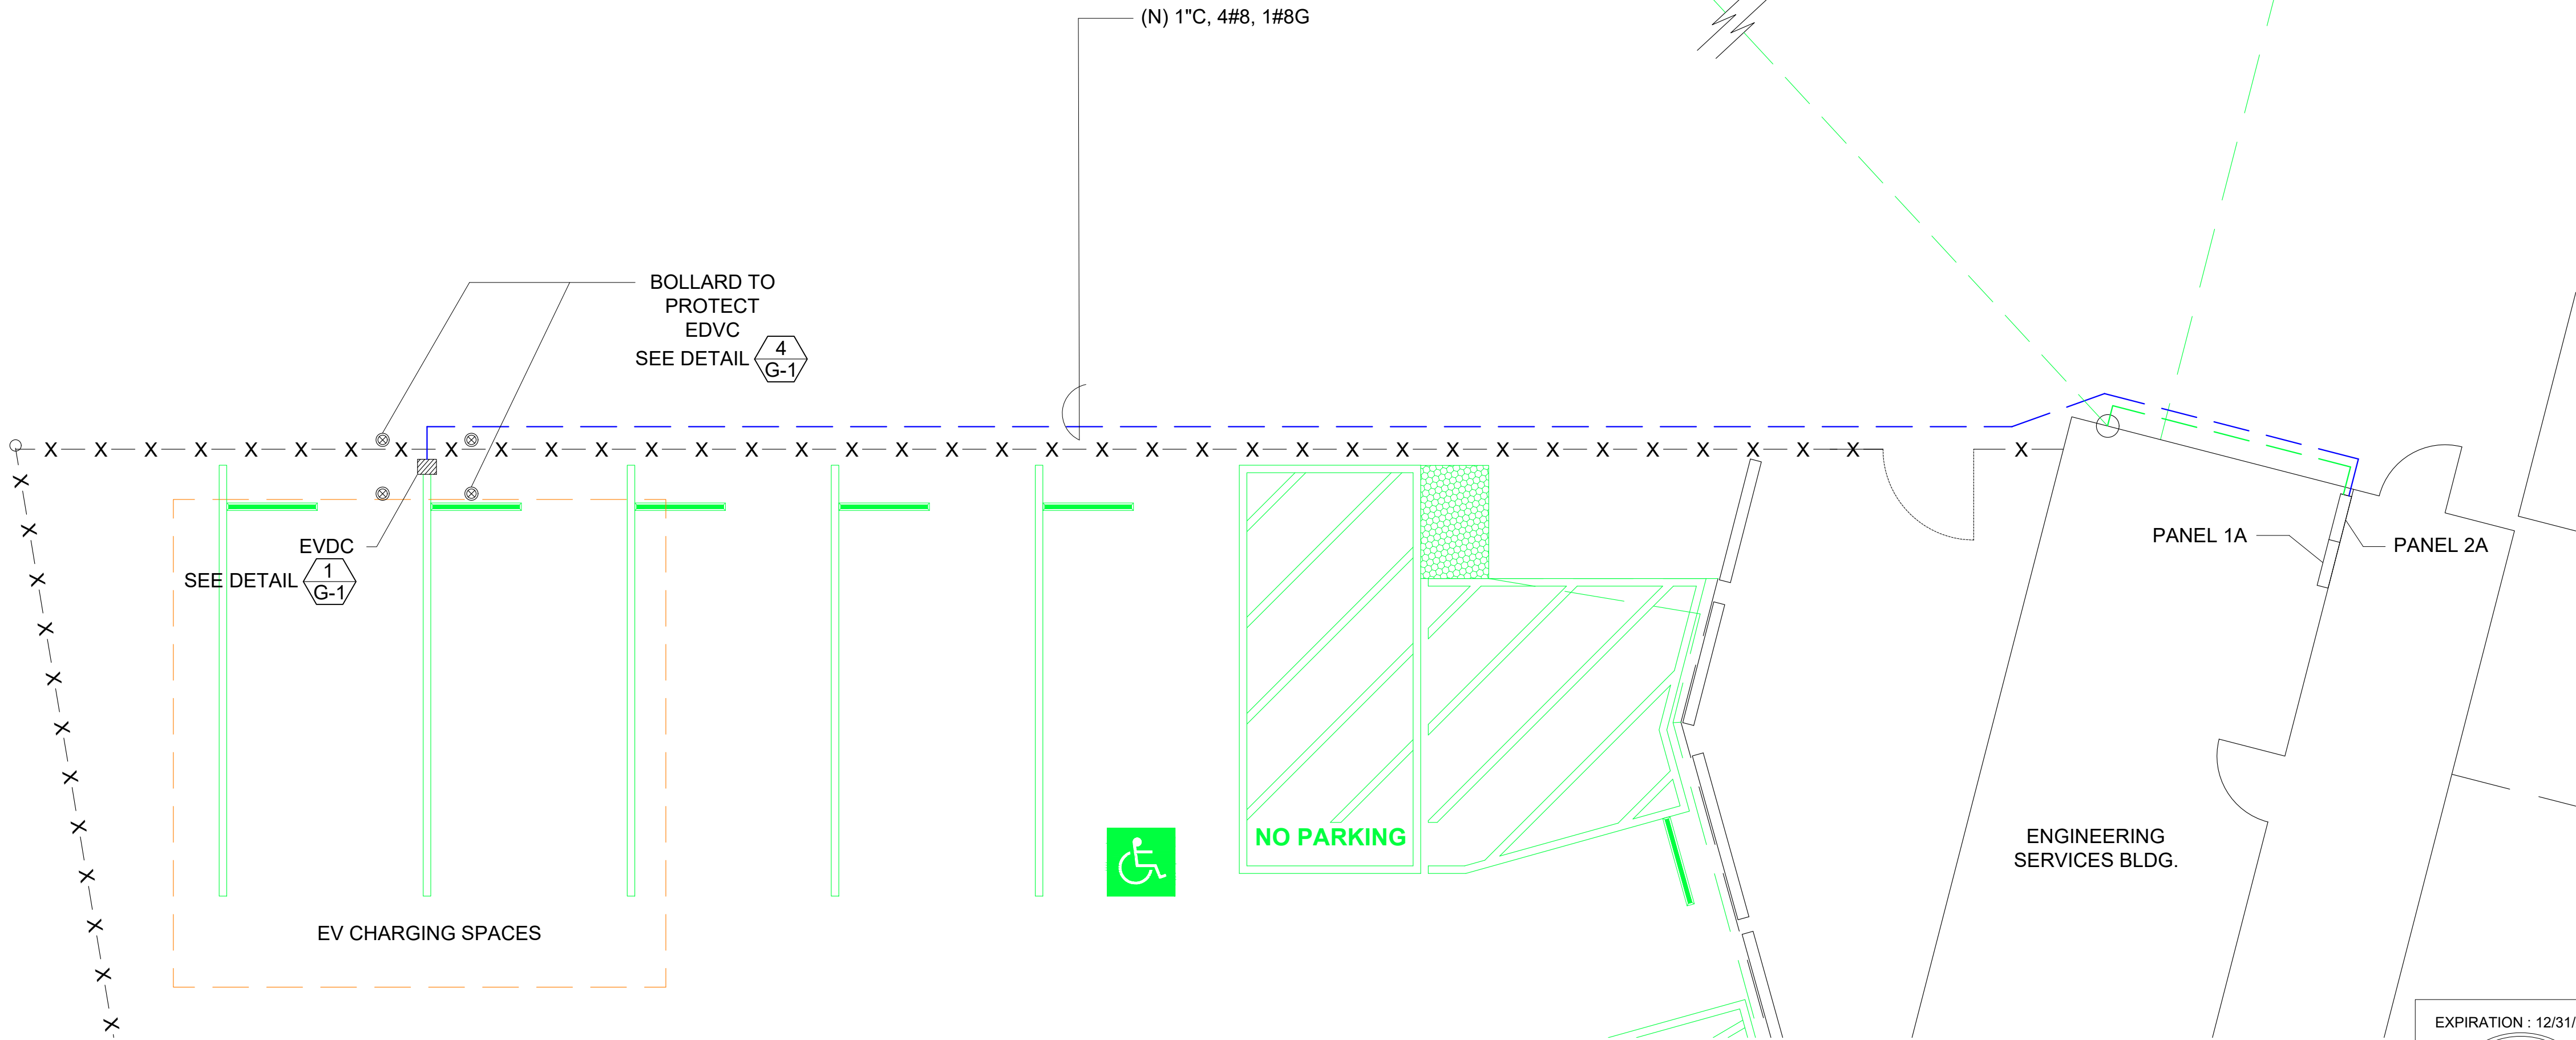 (N) 1"C, 4#8, 1#8G
BOLLARD TO
PROTECT
EDVC
SEE DETAIL
4
G-1
EVDC
SEE DETAIL
1
G-1
EV CHARGING SPACES
NO PARKING
PANEL 1A
PANEL 2A
ENGINEERING
SERVICES BLDG.
EXPIRATION : 12/31/
X X X X X X X X X X X X X X X X X X X X X X X X X X X X X X X X X X X X X X
X
X
X
X
X
X
X
X
X
X
X
X